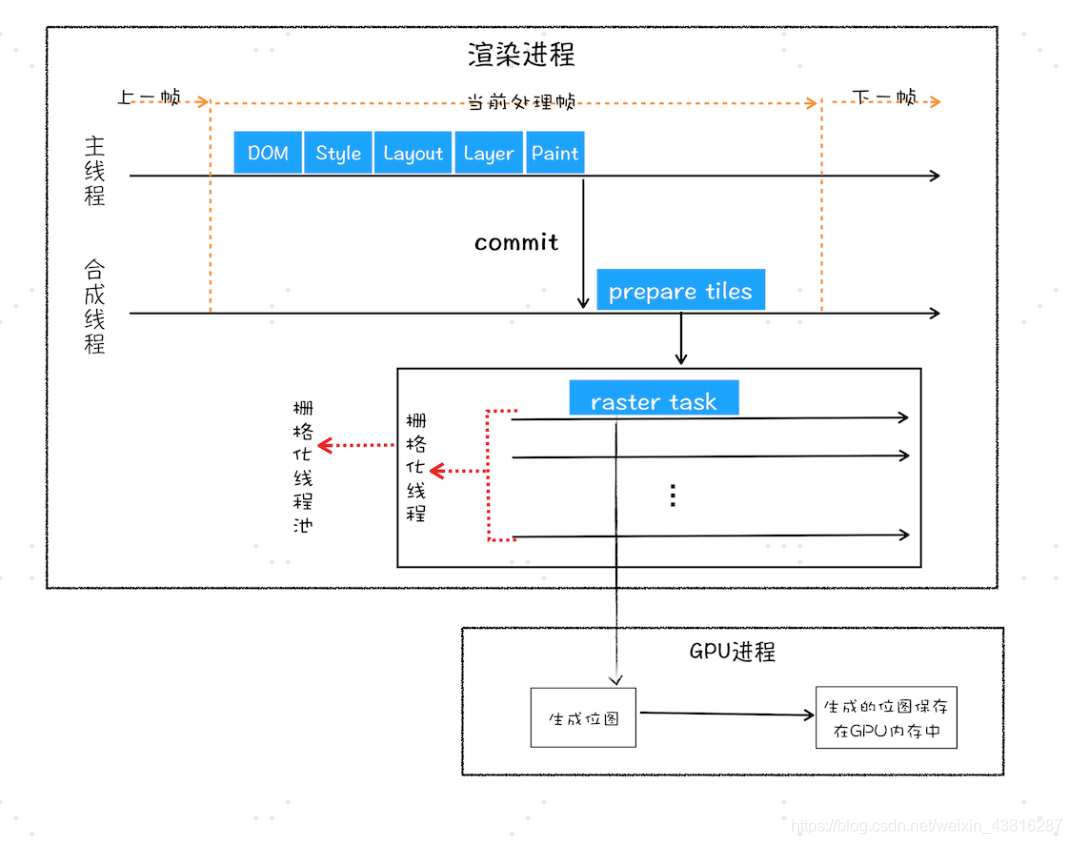 渲染进程
上一帧
当前处理帧
下一帧
主线程
DOM
Style
Layout
Layer
Paint
commit
合成线程
prepare tiles
raster task
栅格化线程池
栅格化线程
GPU进程
生成位图
生成的位图保存
在GPU内存中
https://blog.csdn.net/weixin_43816287